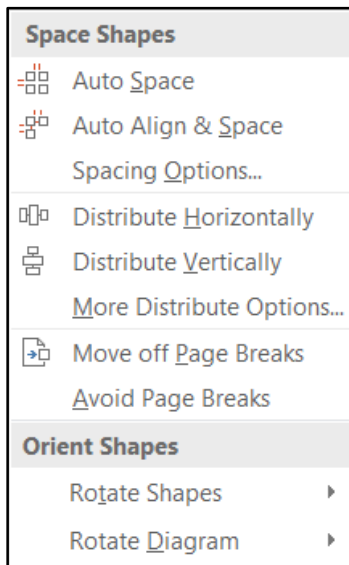 Space Shapes
Auto Space
Auto Align & Space
Spacing Options...
Distribute Horizontally
Distribute Vertically
More Distribute Options...
Move off Page Breaks
Avoid Page Breaks
Orient Shapes
Rotate Shapes
Rotate Diagram